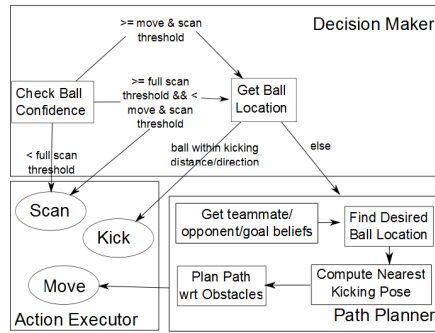 Decision Maker
>= move & scan
threshold
Check Ball
Confidence
>= full scan
threshold && <
move & scan
threshold
Get Ball
Location
< full scan
threshold
ball within kicking
distance/direction
else
Scan
Kick
Move
Action Executor
Get teammate/
opponent/goal beliefs
Find Desired
Ball Location
Plan Path
wrt Obstacles
Compute Nearest
Kicking Pose
Path Planner